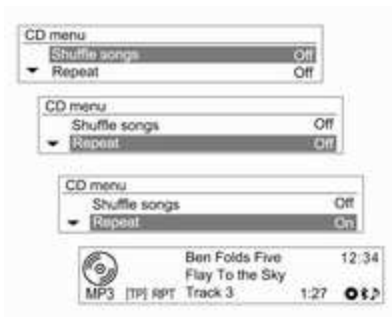 CD menu
Shuffle songs Off
Repeat Off
CD menu
Shuffle songs Off
Repeat Off
CD menu
Shuffle songs Off
Repeat On
Ben Folds Five 12:34
Flay To the Sky
MP3 [TP] RPT Track 3 1:27